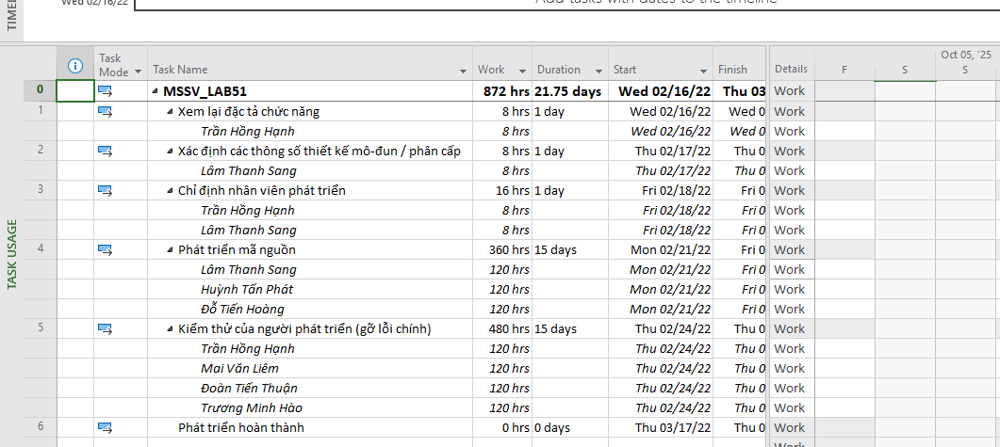 Wed 02/16/22
Add tasks with dates to the timeline
TASK USAGE
Task Mode Task Name Work Duration Start Finish Details F S S
Oct 05, '25
0 MSSV_LAB51 872 hrs 21.75 days Wed 02/16/22 Thu 03 Work
1 Xem lại đặc tả chức năng 8 hrs 1 day Wed 02/16/22 Wed 0 Work
Trần Hồng Hạnh 8 hrs Wed 02/16/22 Wed 0 Work
2 Xác định các thông số thiết kế mô-đun / phân cấp 8 hrs 1 day Thu 02/17/22 Thu 0 Work
Lâm Thanh Sang 8 hrs Thu 02/17/22 Thu 0 Work
3 Chỉ định nhân viên phát triển 16 hrs 1 day Fri 02/18/22 Fri 0 Work
Trần Hồng Hạnh 8 hrs Fri 02/18/22 Fri 0 Work
Lâm Thanh Sang 8 hrs Fri 02/18/22 Fri 0 Work
4 Phát triển mã nguồn 360 hrs 15 days Mon 02/21/22 Fri 0 Work
Lâm Thanh Sang 120 hrs Mon 02/21/22 Fri 0 Work
Huỳnh Tấn Phát 120 hrs Mon 02/21/22 Fri 0 Work
Đỗ Tiến Hoàng 120 hrs Mon 02/21/22 Fri 0 Work
5 Kiểm thử của người phát triển (gỡ lỗi chính) 480 hrs 15 days Thu 02/24/22 Thu 0 Work
Trần Hồng Hạnh 120 hrs Thu 02/24/22 Thu 0 Work
Mai Văn Liêm 120 hrs Thu 02/24/22 Thu 0 Work
Đoàn Tiến Thuận 120 hrs Thu 02/24/22 Thu 0 Work
Trương Minh Hào 120 hrs Thu 02/24/22 Thu 0 Work
6 Phát triển hoàn thành 0 hrs 0 days Thu 03/17/22 Thu 0 Work